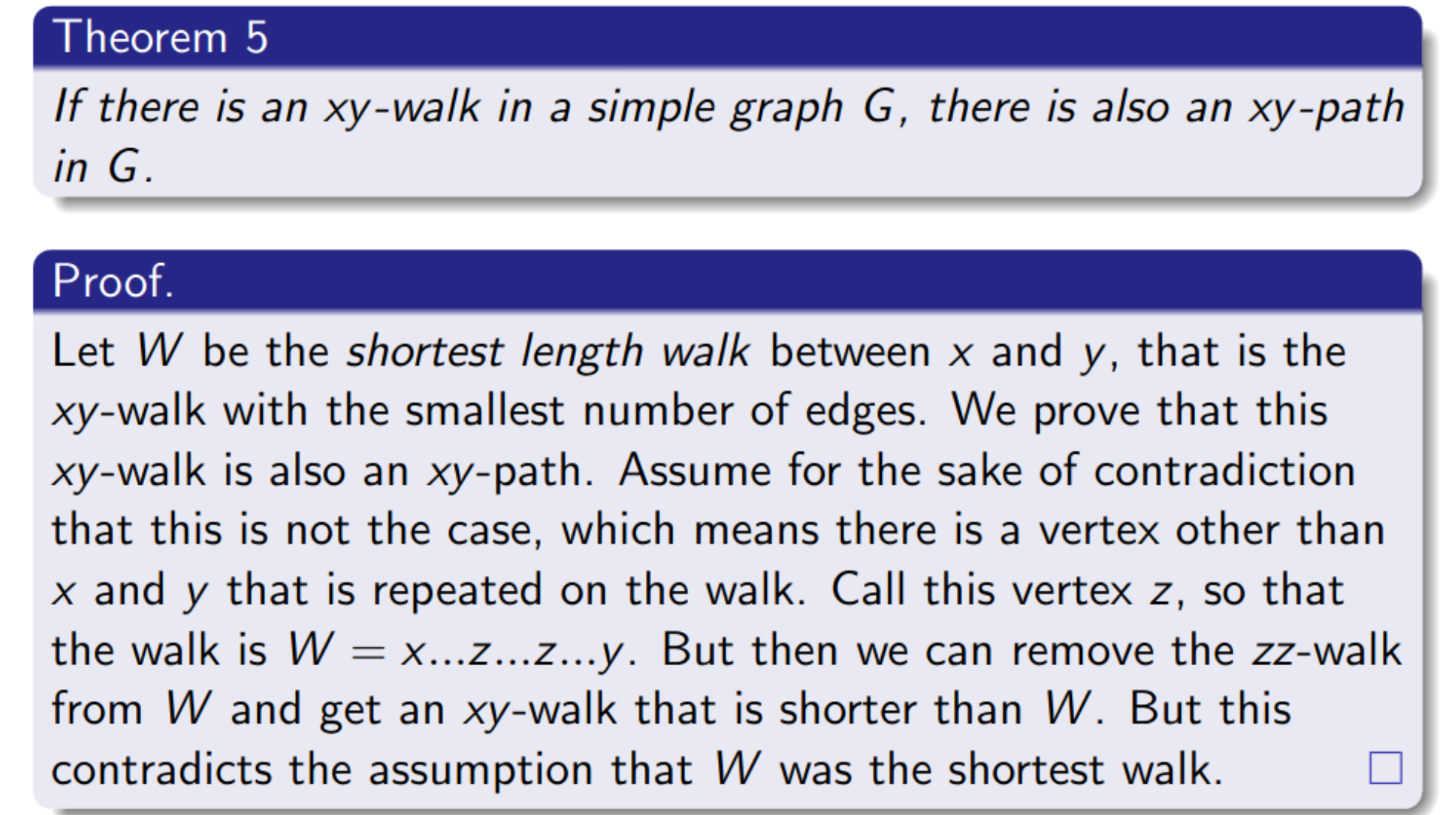 Theorem 5
If there is an xy-walk in a simple graph G, there is also an xy-path
in G.
Proof.
Let W be the shortest length walk between x and y, that is the
xy-walk with the smallest number of edges. We prove that this
xy-walk is also an xy-path. Assume for the sake of contradiction
that this is not the case, which means there is a vertex other than
x and y that is repeated on the walk. Call this vertex z, so that
the walk is W = x...z...z...y. But then we can remove the zz-walk
from W and get an xy-walk that is shorter than W. But this
contradicts the assumption that W was the shortest walk. □